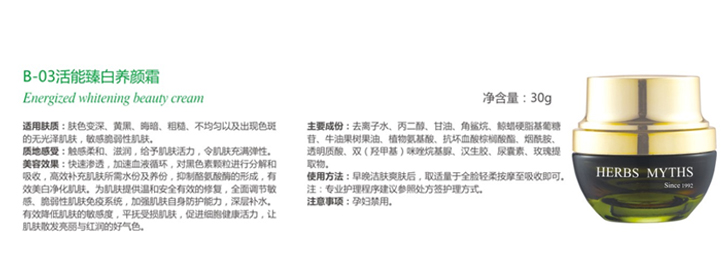 B-03活能臻白养颜霜
Energized whitening beauty cream
净含量：30g
适用肤质：肤色变深、黄黑、晦暗、粗糙、不均匀以及出现色斑
的无光泽肌肤，敏感脆弱性肌肤。
质地感受：触感柔和、滋润，给予肌肤活力，令肌肤充满弹性。
美容效果：快速渗透，加速血液循环，对黑色素颗粒进行分解和
吸收，高效补充肌肤所需水份及养份，抑制酪氨酸酶的形成，有
效美白净化肌肤。为肌肤提供温和安全有效的修复，全面调节敏
感、脆弱性肌肤免疫系统，加强肌肤自身防护能力，深层补水。
有效降低肌肤的敏感度，平抚受损肌肤，促进细胞健康活力，让
肌肤散发亮丽与红润的好气色。
主要成份：去离子水、丙二醇、甘油、角鲨烷、鲸蜡硬脂基葡糖
苷、牛油果树果油、植物氨基酸、抗坏血酸棕榈酸酯、烟酰胺、
透明质酸、双（羟甲基）咪唑烷基脲、汉生胶、尿囊素、玫瑰提
取物。
使用方法：早晚洁肤爽肤后，取适量于全脸轻柔按摩至吸收即可。
注：专业护理程序建议参照处方签护理方式。
注意事项：孕妇禁用。
HERBS MYTHS
Since 1992